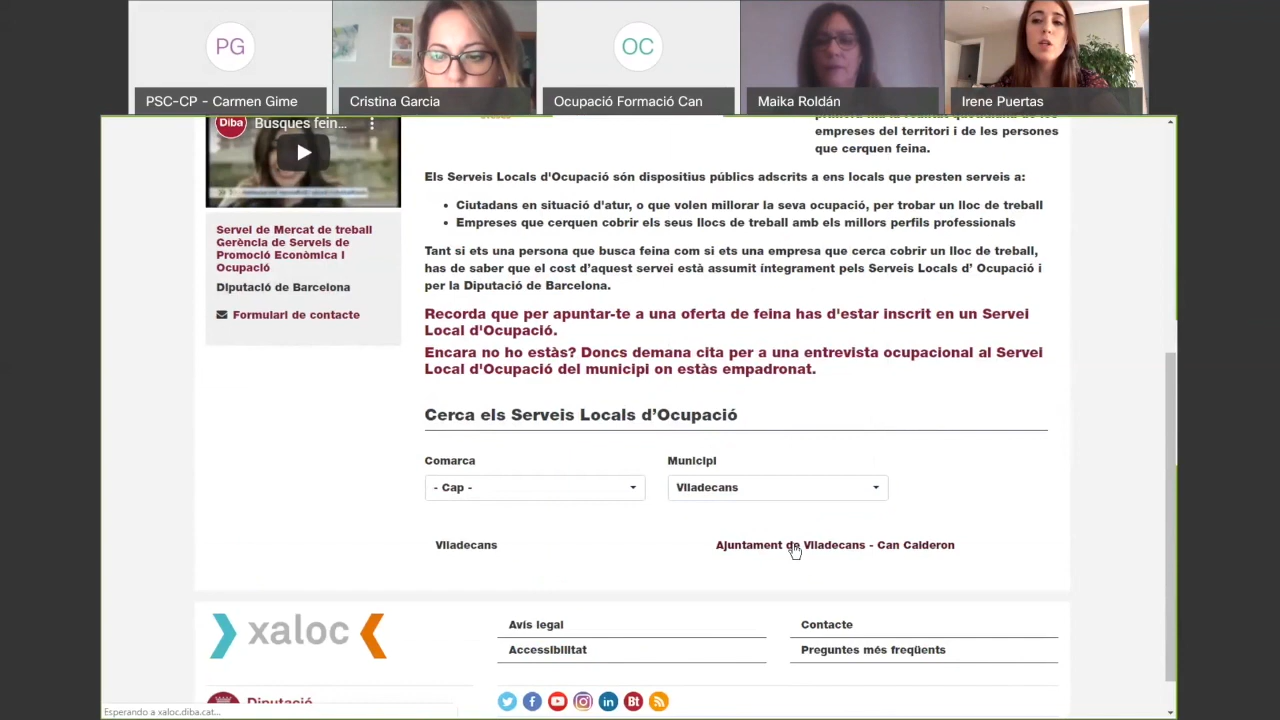 PG
OC
PSC-CP - Carmen Gime
Cristina Garcia
Ocupació Formació Can
Maika Roldán
Irene Puertas
Diba
Busques fein...
empreses del territori i de les persones
que cerquen feina.
Els Serveis Locals d'Ocupació són dispositius públics adscrits a ens locals que presten serveis a:
• Ciutadans en situació d'atur, o que volen millorar la seva ocupació, per trobar un lloc de treball
• Empreses que cerquen cobrir els seus llocs de treball amb els millors perfils professionals
Tant si ets una persona que busca feina com si ets una empresa que cerca cobrir un lloc de treball,
has de saber que el cost d'aquest servei està assumit íntegrament pels Serveis Locals d' Ocupació i
per la Diputació de Barcelona.
Recorda que per apuntar-te a una oferta de feina has d'estar inscrit en un Servei
Local d'Ocupació.
Encara no ho estàs? Doncs demana cita per a una entrevista ocupacional al Servei
Local d'Ocupació del municipi on estàs empadronat.
Servei de Mercat de treball
Gerència de Serveis de
Promoció Econòmica i
Ocupació
Diputació de Barcelona
Formulari de contacte
Cerca els Serveis Locals d'Ocupació
Comarca
Municipi
- Cap -
Viladecans
Viladecans
Ajuntament de Viladecans - Can Calderon
xaloc
Avís legal
Contacte
Accessibilitat
Preguntes més freqüents
Diputació
Bt
Esperando a xaloc.diba.cat...